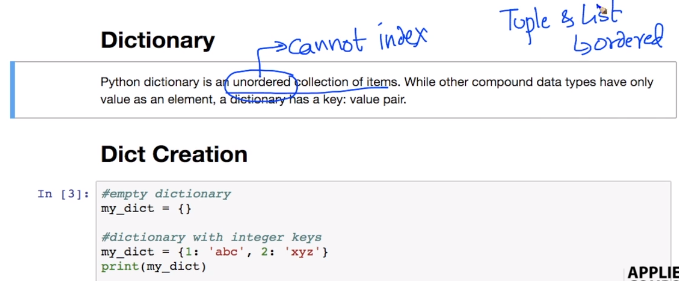 Tuple & List
↳ordered
Dictionary
→cannot index
Python dictionary is an unordered collection of items. While other compound data types have only
value as an element, a dictionary has a key: value pair.
Dict Creation
In [3]:
#empty dictionary
my_dict = {}
#dictionary with integer keys
my_dict = {1: 'abc', 2: 'xyz'}
print(my_dict)
APPLIE